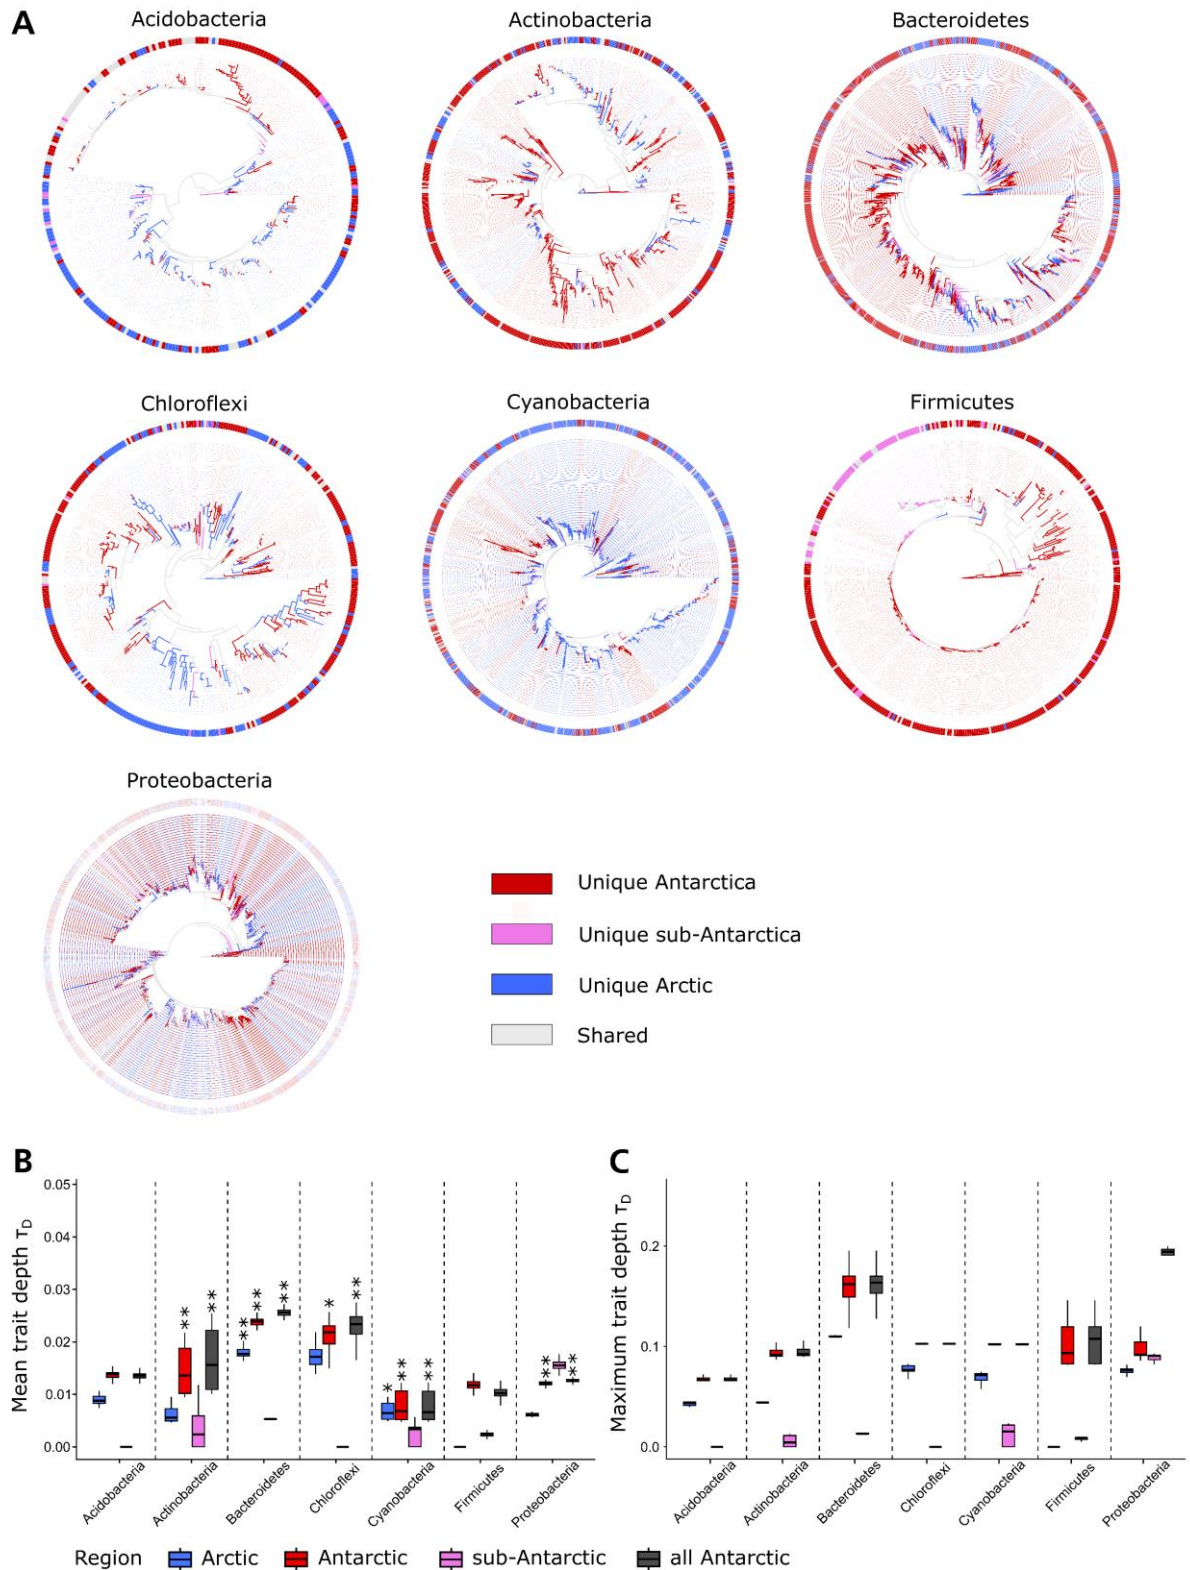 A
Acidobacteria
Actinobacteria
Bacteroidetes
Chloroflexi
Cyanobacteria
Firmicutes
Proteobacteria
Unique Antarctica
Unique sub-Antarctica
Unique Arctic
Shared
B
Mean trait depth τD
0.05
0.04
0.03
0.02
0.01
0.00
** ** ** ** ** * ** * ** ** ** **
Acidobacteria
Actinobacteria
Bacteroidetes
Chloroflexi
Cyanobacteria
Firmicutes
Proteobacteria
C
Maximum trait depth τD
0.2
0.1
0.0
Acidobacteria
Actinobacteria
Bacteroidetes
Chloroflexi
Cyanobacteria
Firmicutes
Proteobacteria
Region Arctic Antarctic sub-Antarctic all Antarctic